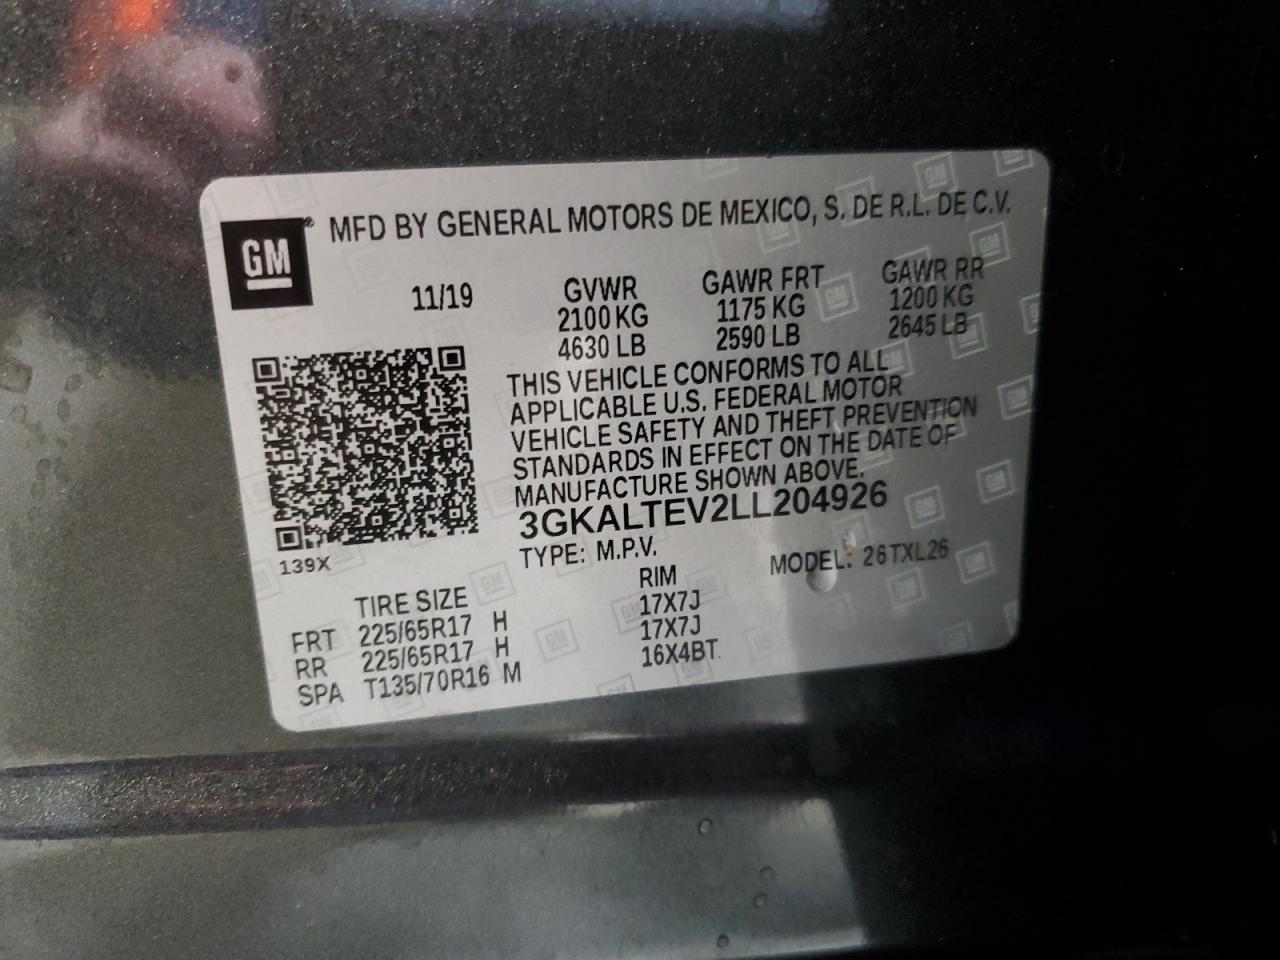 GM ® MFD BY GENERAL MOTORS DE MEXICO, S. DE R.L. DE C.V.
11/19 GVWR GAWR FRT GAWR RR
2100 KG 1175 KG 1200 KG
4630 LB 2590 LB 2645 LB
THIS VEHICLE CONFORMS TO ALL
APPLICABLE U.S. FEDERAL MOTOR
VEHICLE SAFETY AND THEFT PREVENTION
STANDARDS IN EFFECT ON THE DATE OF
MANUFACTURE SHOWN ABOVE.
3GKALTEV2LL204926
139X TYPE: M.P.V. MODEL: 26TXL26
TIRE SIZE RIM
FRT 225/65R17 H 17X7J
RR 225/65R17 H 17X7J
SPA T135/70R16 M 16X4BT